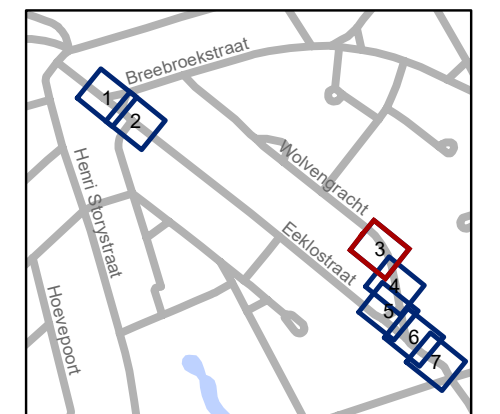 Breebroekstraat
1
2
Wolvengracht
Henri Storystraat
Eeklostraat
3
4
Hoevepoort
5
6
7